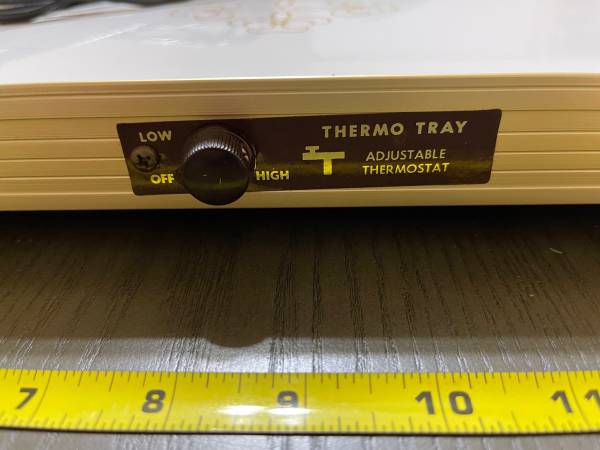 LOW
THERMO TRAY
ADJUSTABLE
OFF
HIGH
THERMOSTAT
7 8 9 10 11